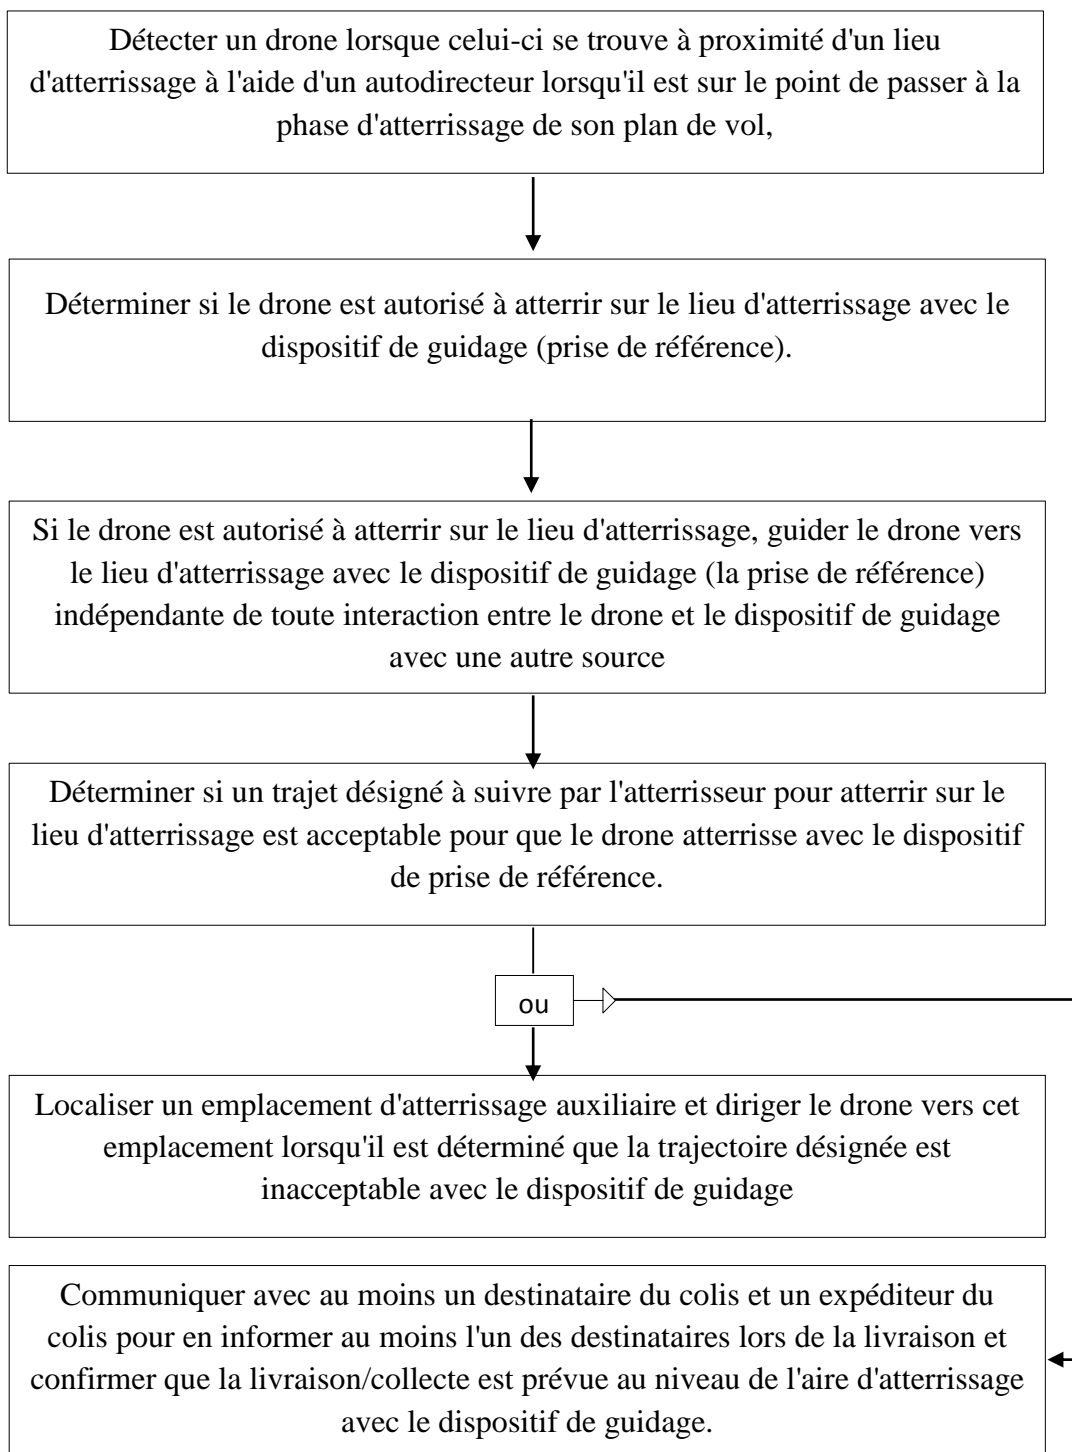 Détecter un drone lorsque celui-ci se trouve à proximité d'un lieu
d'atterrissage à l'aide d'un autodirecteur lorsqu'il est sur le point de passer à la
phase d'atterrissage de son plan de vol,
Déterminer si le drone est autorisé à atterrir sur le lieu d'atterrissage avec le
dispositif de guidage (prise de référence).
Si le drone est autorisé à atterrir sur le lieu d'atterrissage, guider le drone vers
le lieu d'atterrissage avec le dispositif de guidage (la prise de référence)
indépendante de toute interaction entre le drone et le dispositif de guidage
avec une autre source
Déterminer si un trajet désigné à suivre par l'atterrisseur pour atterrir sur le
lieu d'atterrissage est acceptable pour que le drone atterrisse avec le dispositif
de prise de référence.
ou
Localiser un emplacement d'atterrissage auxiliaire et diriger le drone vers cet
emplacement lorsqu'il est déterminé que la trajectoire désignée est
inacceptable avec le dispositif de guidage
Communiquer avec au moins un destinataire du colis et un expéditeur du
colis pour en informer au moins l'un des destinataires lors de la livraison et
confirmer que la livraison/collecte est prévue au niveau de l'aire d'atterrissage
avec le dispositif de guidage.